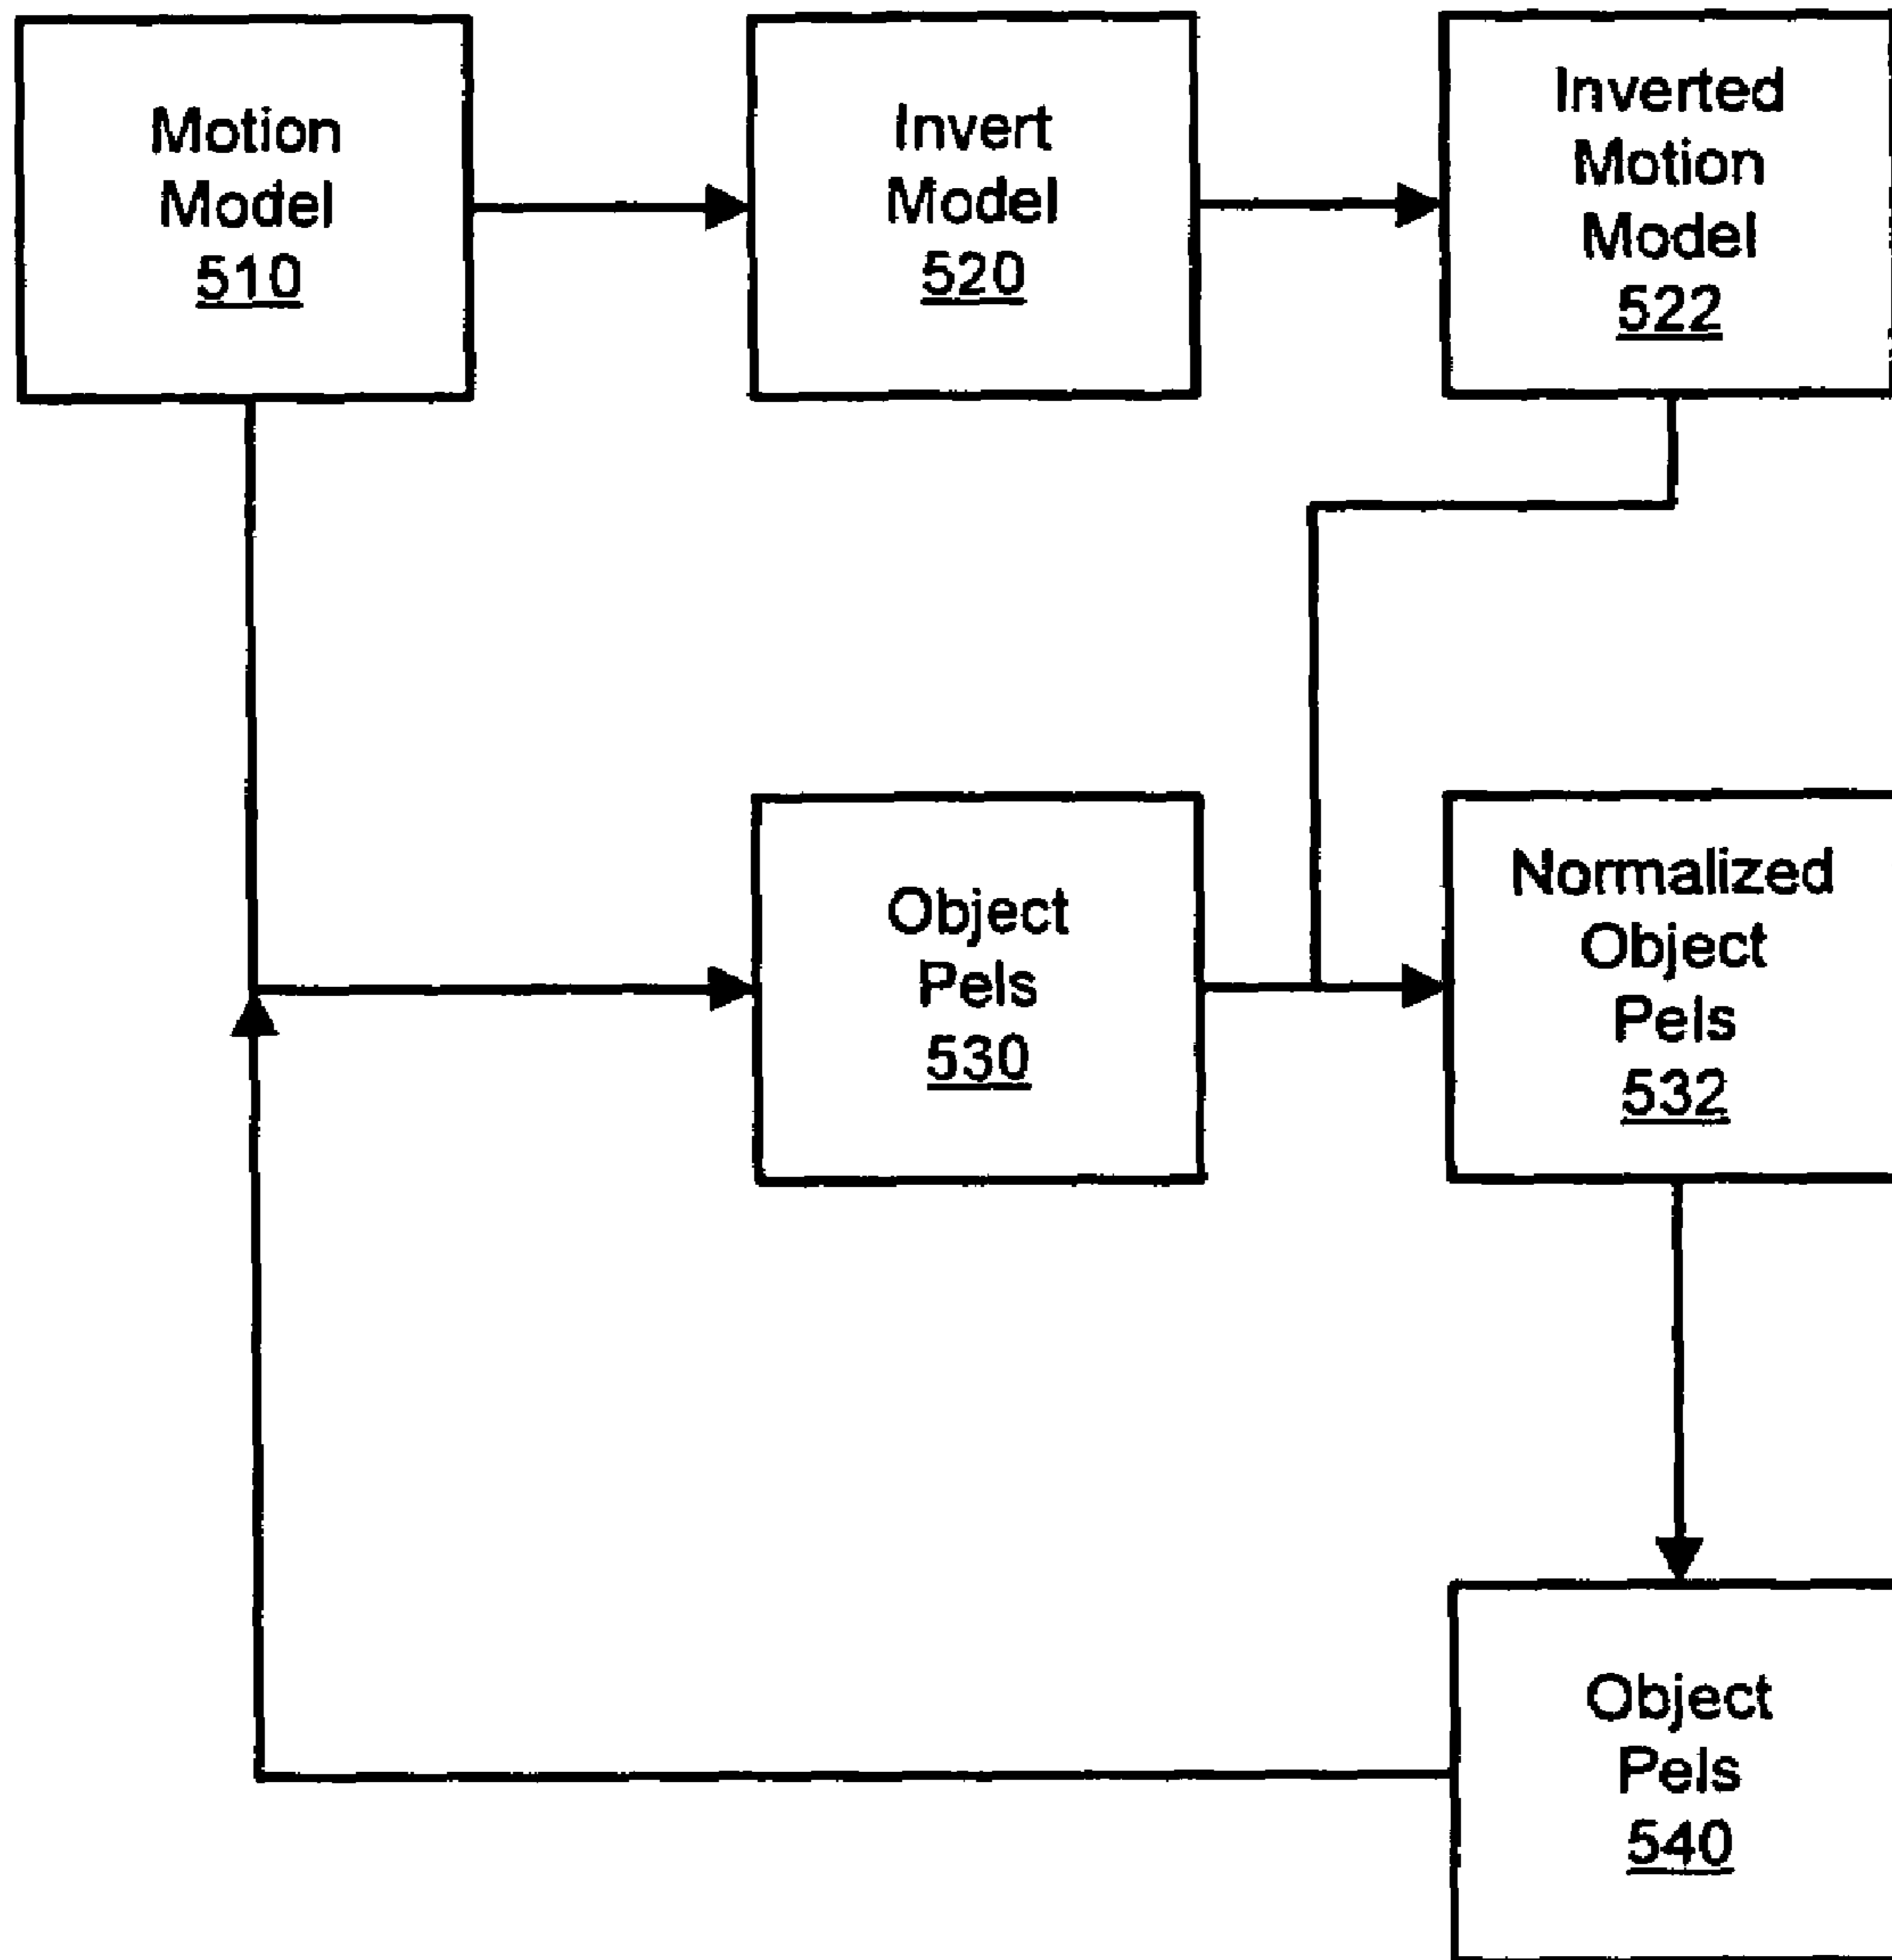 Motion
Model
510
Invert
Model
520
Inverted
Motion
Model
522
Object
Pels
530
Normalized
Object
Pels
532
Object
Pels
540